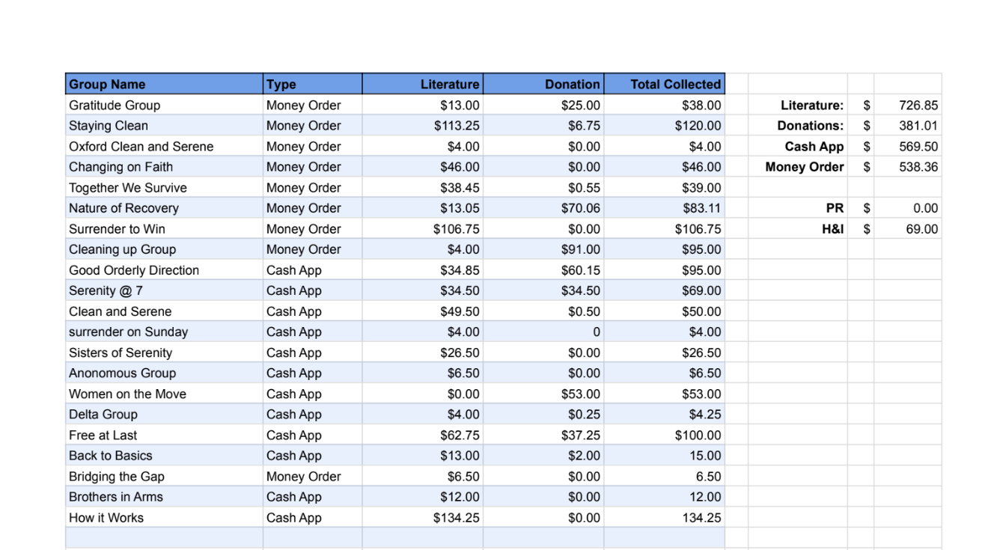 Group Name Type Literature Donation Total Collected
Gratitude Group Money Order $13.00 $25.00 $38.00 Literature: $ 726.85
Staying Clean Money Order $113.25 $6.75 $120.00 Donations: $ 381.01
Oxford Clean and Serene Money Order $4.00 $0.00 $4.00 Cash App $ 569.50
Changing on Faith Money Order $46.00 $0.00 $46.00 Money Order $ 538.36
Together We Survive Money Order $38.45 $0.55 $39.00
Nature of Recovery Money Order $13.05 $70.06 $83.11 PR $ 0.00
Surrender to Win Money Order $106.75 $0.00 $106.75 H&I $ 69.00
Cleaning up Group Money Order $4.00 $91.00 $95.00
Good Orderly Direction Cash App $34.85 $60.15 $95.00
Serenity @ 7 Cash App $34.50 $34.50 $69.00
Clean and Serene Cash App $49.50 $0.50 $50.00
surrender on Sunday Cash App $4.00 0 $4.00
Sisters of Serenity Cash App $26.50 $0.00 $26.50
Anonomous Group Cash App $6.50 $0.00 $6.50
Women on the Move Cash App $0.00 $53.00 $53.00
Delta Group Cash App $4.00 $0.25 $4.25
Free at Last Cash App $62.75 $37.25 $100.00
Back to Basics Cash App $13.00 $2.00 15.00
Bridging the Gap Money Order $6.50 $0.00 6.50
Brothers in Arms Cash App $12.00 $0.00 12.00
How it Works Cash App $134.25 $0.00 134.25